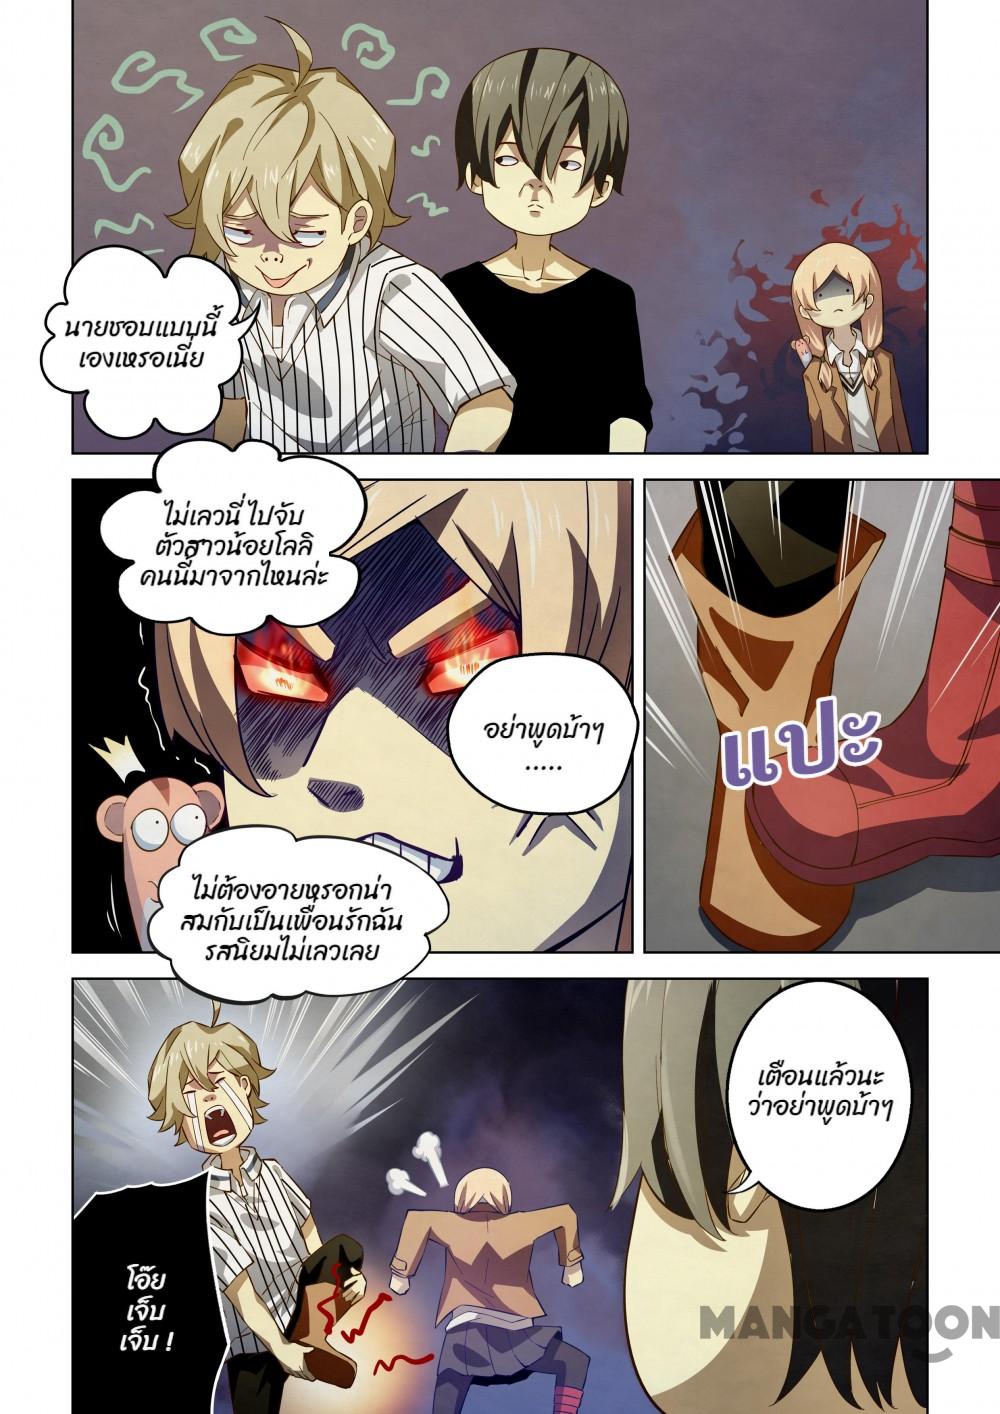 นายชอบแบบนี้
เองเหรอเนี่ย
ไม่เลวนี่ ไปจับ
ตัวสาวน้อยโลลิ
คนนี้มาจากไหนล่ะ
อย่าพูดบ้าๆ
.....
แปะ
ไม่ต้องอายหรอกน่า
สมกับเป็นเพื่อนรักฉัน
รสนิยมไม่เลวเลย
เตือนแล้วนะ
ว่าอย่าพูดบ้าๆ
โอ๊ย
เจ็บ
เจ็บ !
MANGATOON